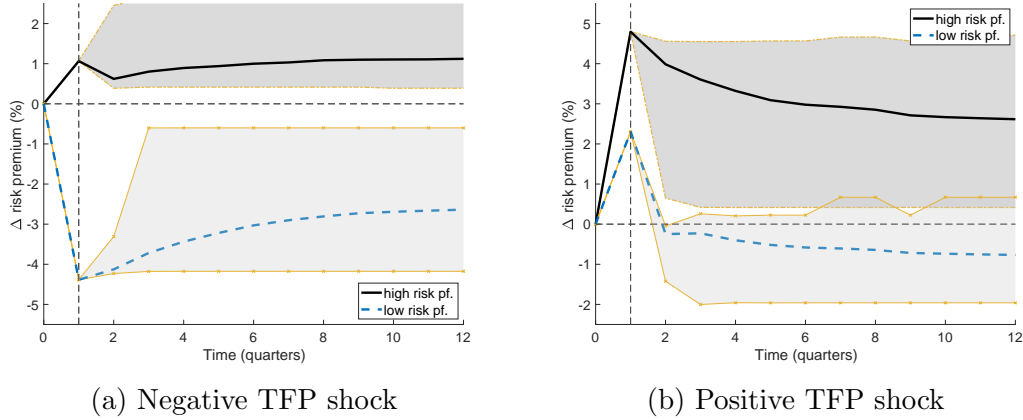 2
1
0
-1
-2
-3
-4
-5
Δ risk premium (%)
high risk pf.
low risk pf.
0 2 4 6 8 10 12
Time (quarters)
(a) Negative TFP shock
5
4
3
2
1
0
-1
-2
Δ risk premium (%)
high risk pf.
low risk pf.
0 2 4 6 8 10 12
Time (quarters)
(b) Positive TFP shock